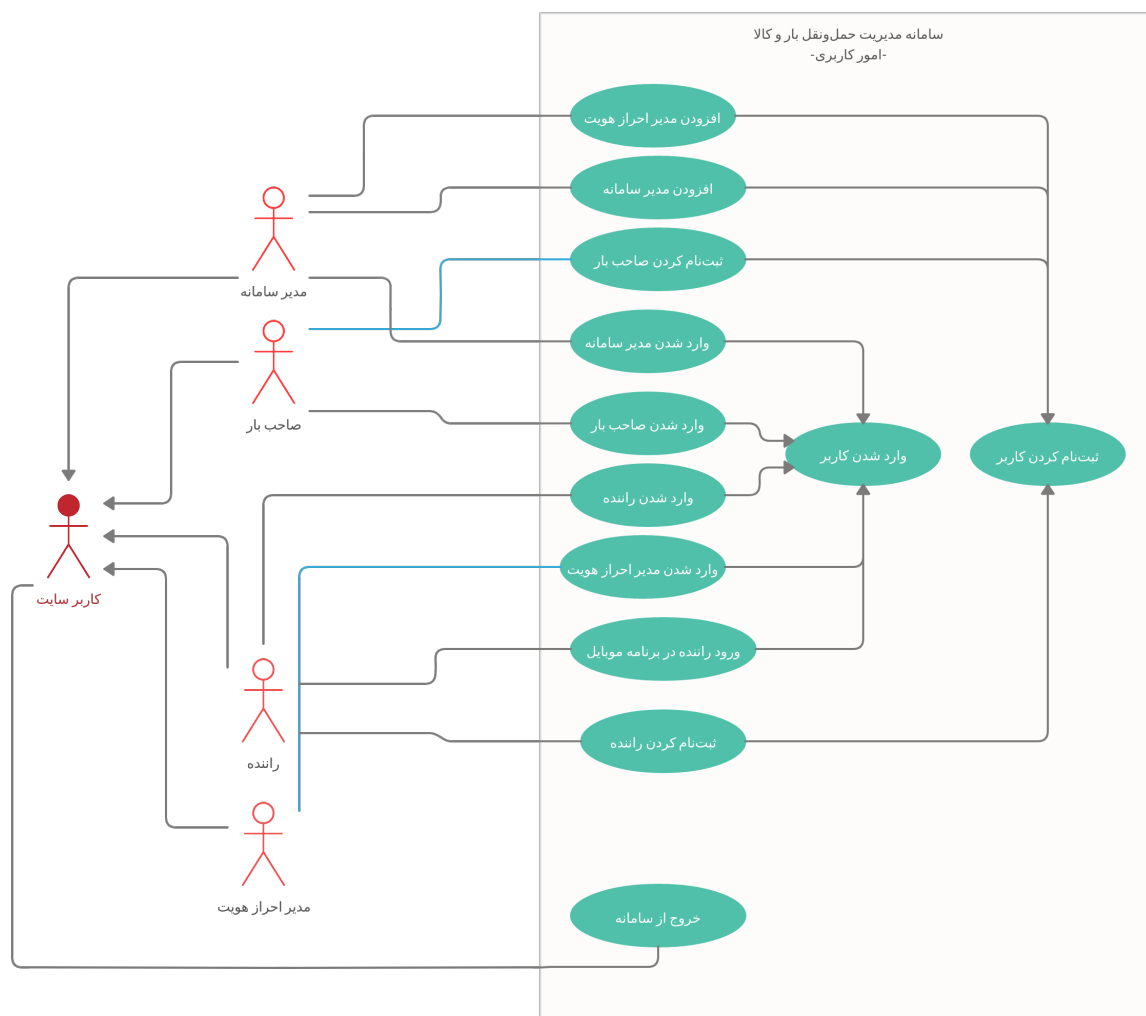 سامانه مدیریت حمل‌ونقل بار و کالا
-امور کاربری-
افزودن مدیر احراز هویت
افزودن مدیر سامانه
ثبت‌نام کردن صاحب بار
مدیر سامانه
وارد شدن مدیر سامانه
صاحب بار
وارد شدن صاحب بار
ثبت‌نام کردن کاربر
وارد شدن کاربر
وارد شدن راننده
وارد شدن مدیر احراز هویت
کاربر سایت
ورود راننده در برنامه موبایل
ثبت‌نام کردن راننده
راننده
مدیر احراز هویت
خروج از سامانه